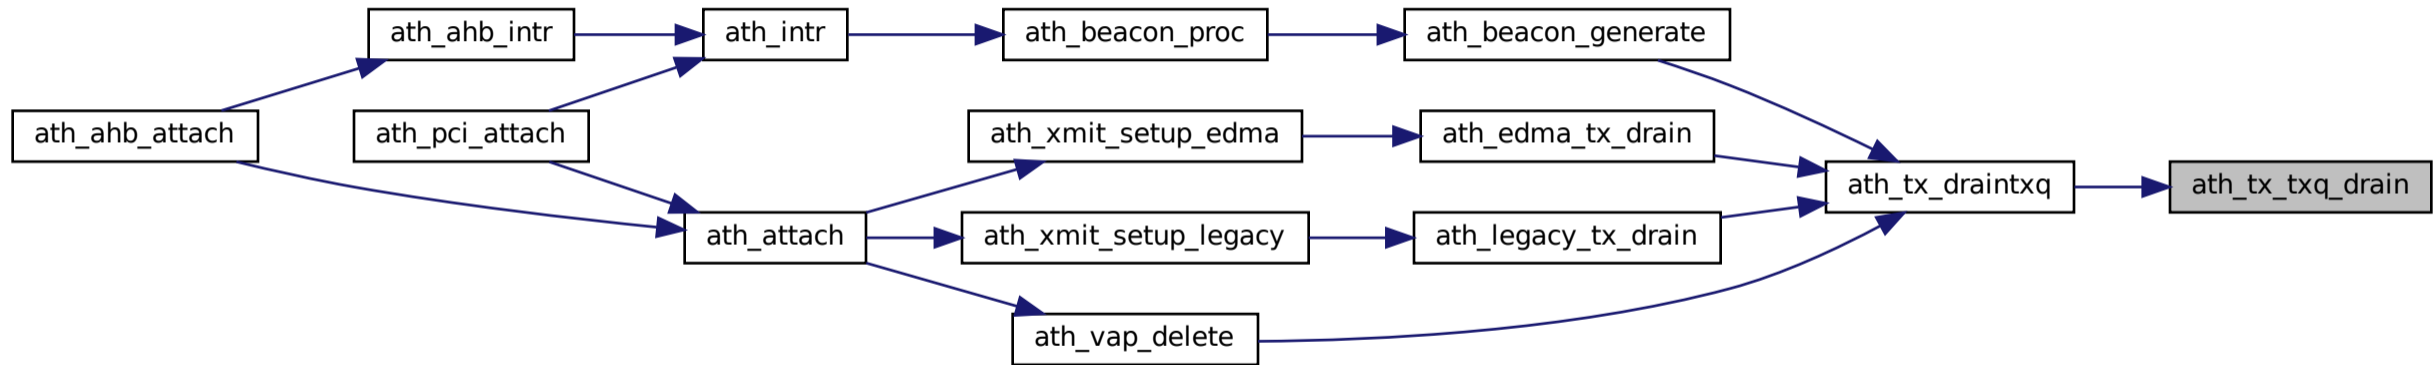 ath_ahb_intr
ath_intr
ath_beacon_proc
ath_beacon_generate
ath_ahb_attach
ath_pci_attach
ath_xmit_setup_edma
ath_edma_tx_drain
ath_tx_draintxq
ath_tx_txq_drain
ath_attach
ath_xmit_setup_legacy
ath_legacy_tx_drain
ath_vap_delete